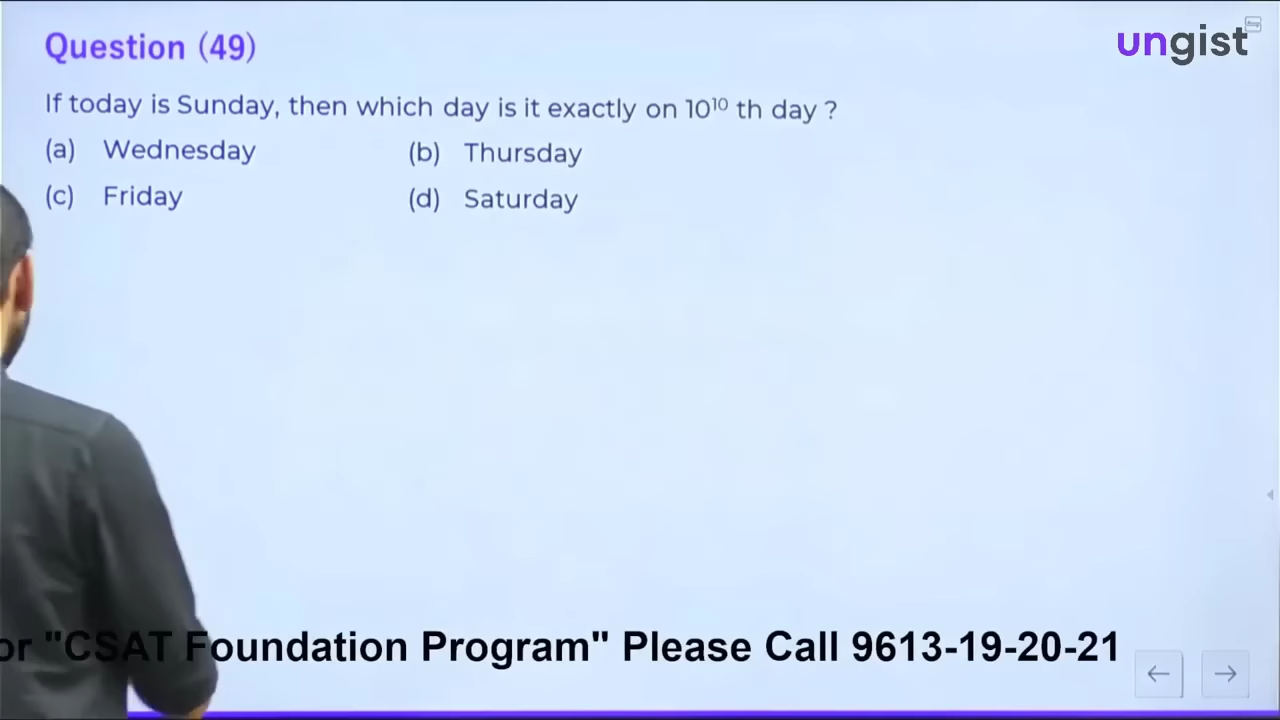 Question (49)
ungist
If today is Sunday, then which day is it exactly on 10¹⁰ th day ?
(a) Wednesday (b) Thursday
(c) Friday (d) Saturday
"CSAT Foundation Program" Please Call 9613-19-20-21